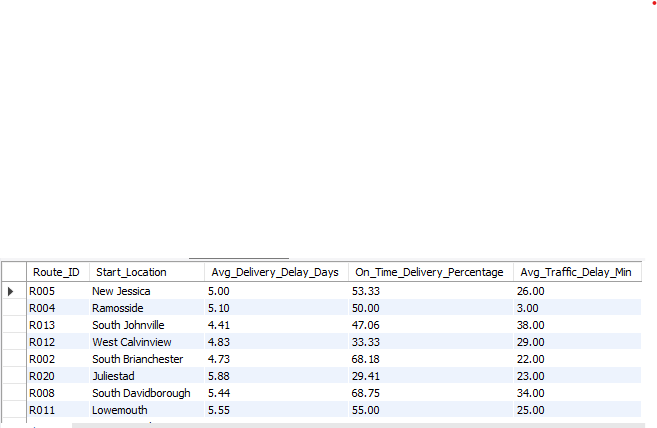 Route_ID Start_Location Avg_Delivery_Delay_Days On_Time_Delivery_Percentage Avg_Traffic_Delay_Min
R005 New Jessica 5.00 53.33 26.00
R004 Ramosside 5.10 50.00 3.00
R013 South Johnville 4.41 47.06 38.00
R012 West Calvinview 4.83 33.33 29.00
R002 South Brianchester 4.73 68.18 22.00
R020 Juliestad 5.88 29.41 23.00
R008 South Davidborough 5.44 68.75 34.00
R011 Lowemouth 5.55 55.00 25.00